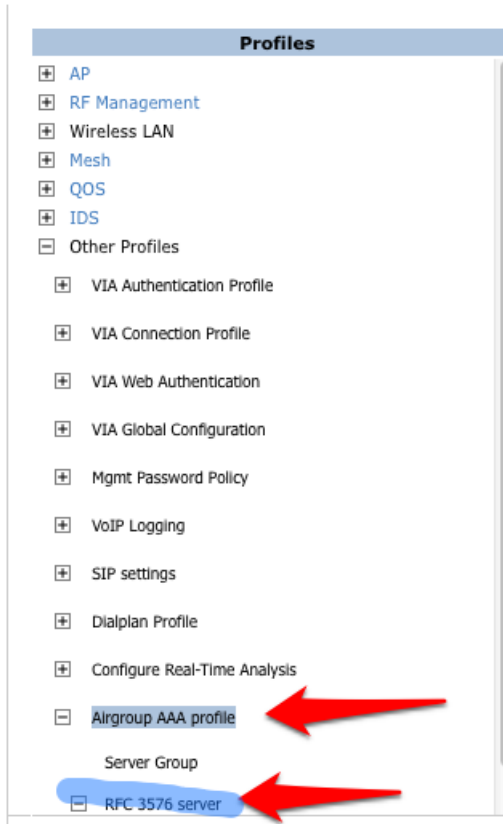 Profiles
AP
RF Management
Wireless LAN
Mesh
QOS
IDS
Other Profiles
VIA Authentication Profile
VIA Connection Profile
VIA Web Authentication
VIA Global Configuration
Mgmt Password Policy
VoIP Logging
SIP settings
Dialplan Profile
Configure Real-Time Analysis
Airgroup AAA profile
Server Group
RFC 3576 server